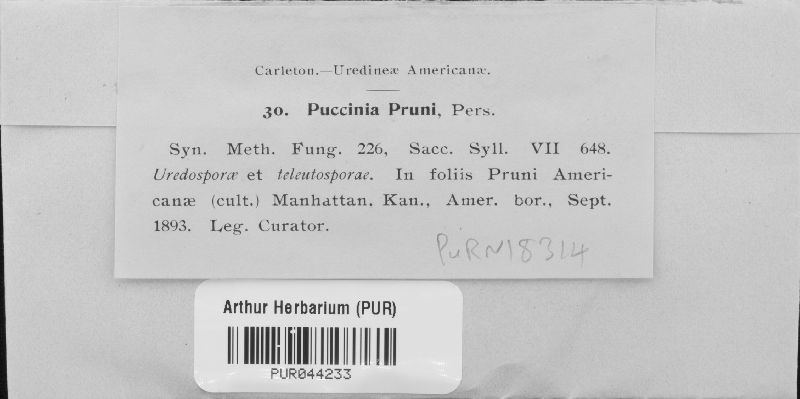 Carleton.—Uredineæ Americanæ.
30. Puccinia Pruni, Pers.
Syn. Meth. Fung. 226, Sacc. Syll. VII 648.
Uredosporæ et teleutosporae. In foliis Pruni Ameri-
canæ (cult.) Manhattan, Kan., Amer. bor., Sept.
1893. Leg. Curator.
PuRN18314
Arthur Herbarium (PUR)
PUR044233